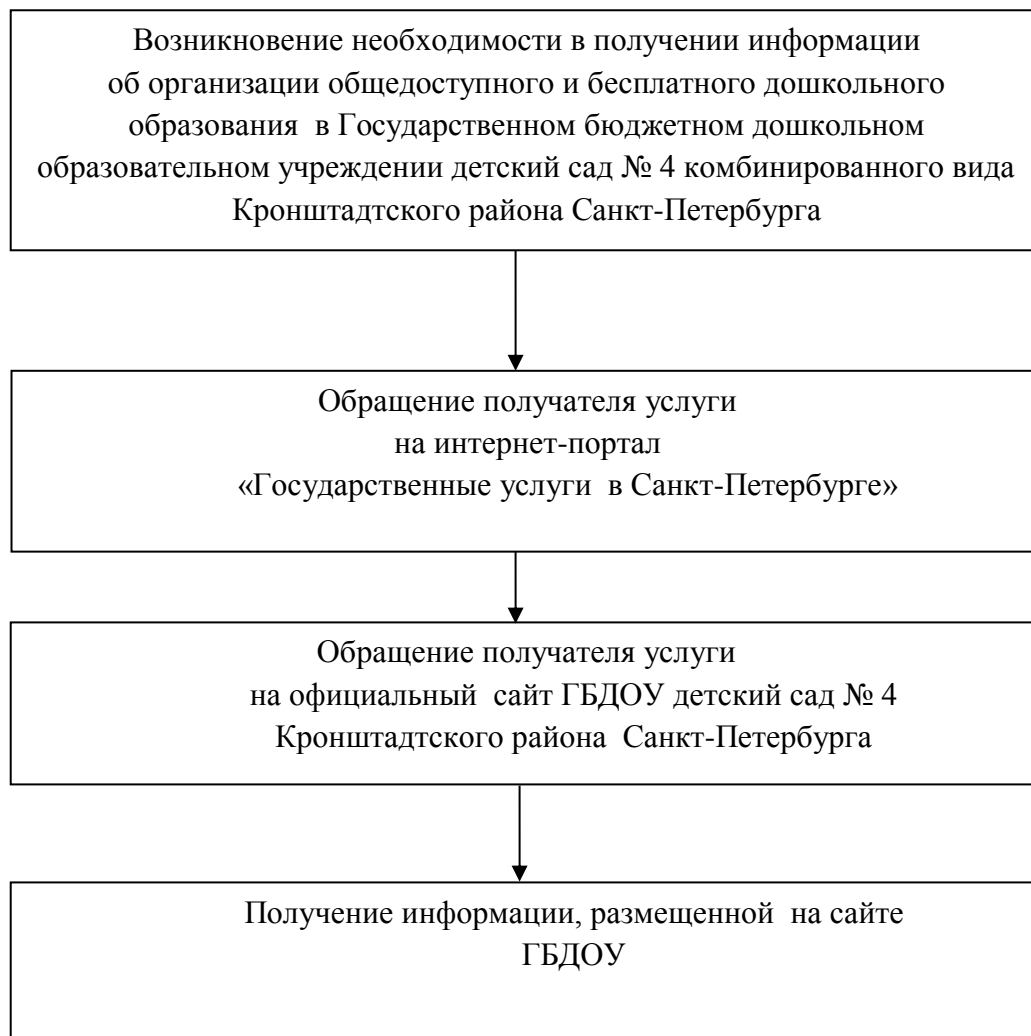 Возникновение необходимости в получении информации
об организации общедоступного и бесплатного дошкольного
образования в Государственном бюджетном дошкольном
образовательном учреждении детский сад № 4 комбинированного вида
Кронштадтского района Санкт-Петербурга
Обращение получателя услуги
на интернет-портал
«Государственные услуги в Санкт-Петербурге»
Обращение получателя услуги
на официальный сайт ГБДОУ детский сад № 4
Кронштадтского района Санкт-Петербурга
Получение информации, размещенной на сайте
ГБДОУ